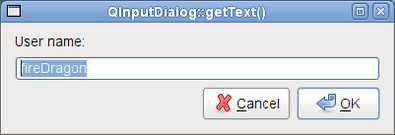 QInputDialog::getText()
User name:
fireDragon
Cancel OK